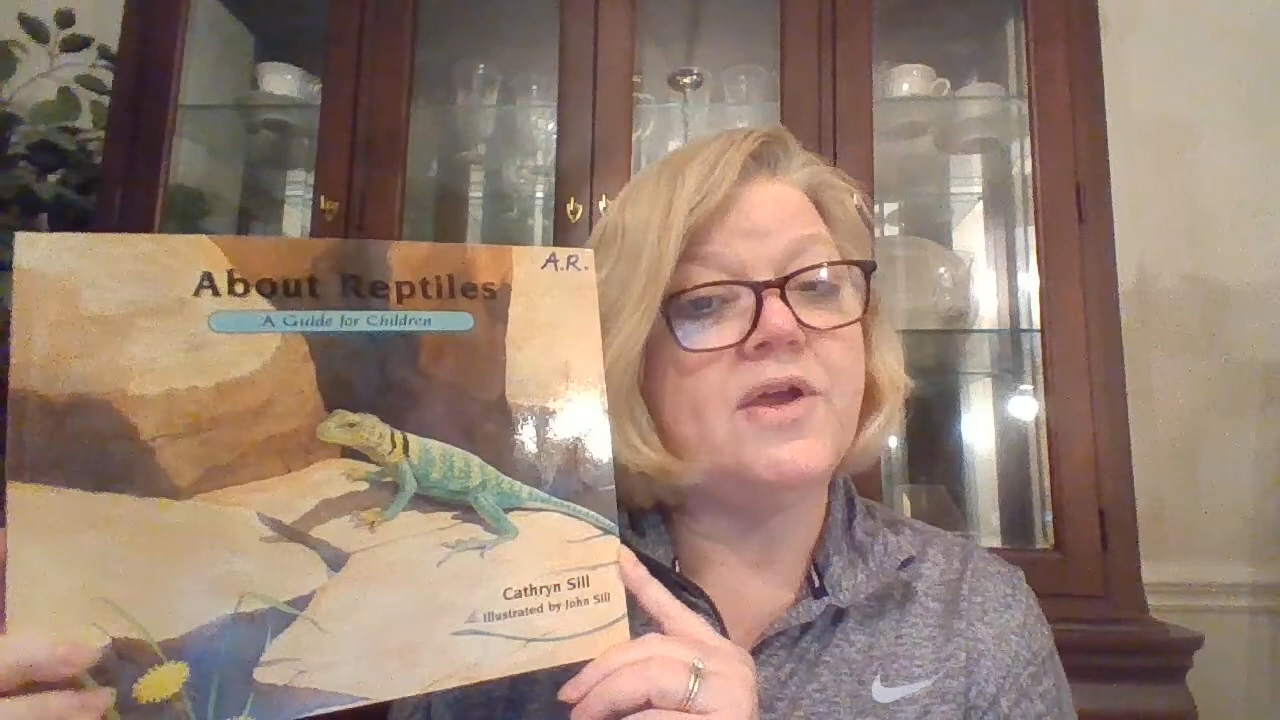 A.R.
About Reptiles
A Guide for Children
Cathryn Sill
Illustrated by John Sill